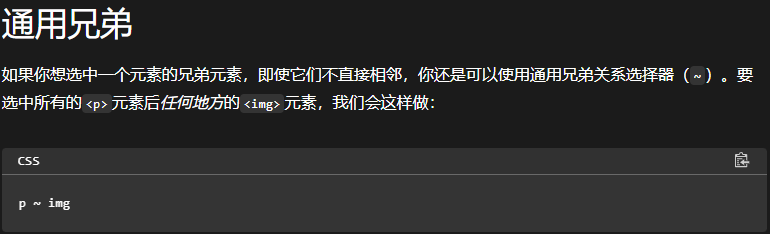 通用兄弟
如果你想选中一个元素的兄弟元素，即使它们不直接相邻，你还是可以使用通用兄弟关系选择器（~）。要
选中所有的<p>元素后任何地方的<img>元素，我们会这样做：
CSS
p ~ img